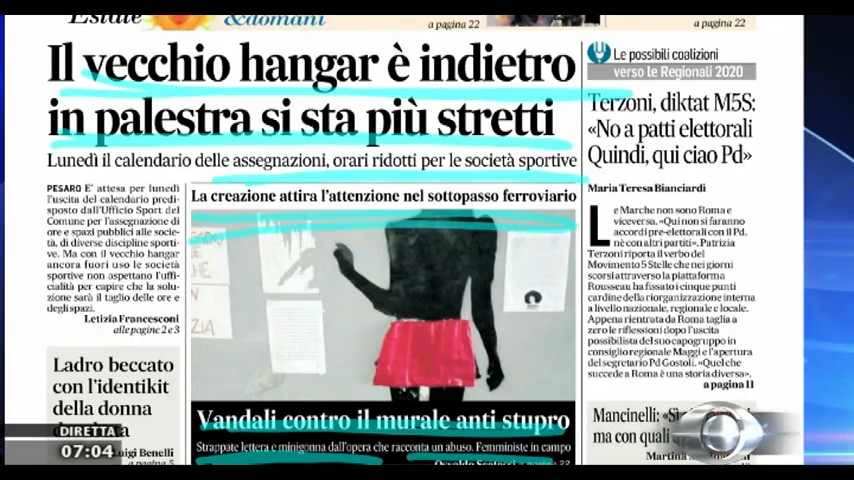 Estate
&domani
a pagina 22
a pagina 22
Il vecchio hangar è indietro
in palestra si sta più stretti
Lunedì il calendario delle assegnazioni, orari ridotti per le società sportive
PESARO E' attesa per lunedì
l'uscita del calendario predi-
sposto dall'Ufficio Sport del
Comune per l'assegnazione di
ore e spazi pubblici alle socie-
tà, di diverse discipline sporti-
ve. Ma con il vecchio hangar
ancora fuori uso le società
sportive non aspettano l'uffi-
cialità per capire che la solu-
zione sarà il taglio delle ore e
degli spazi.
Letizia Francesconi
alle pagine 2 e 3
Ladro beccato
con l'identikit
della donna
Luigi Benelli
a pagina 5
La creazione attira l'attenzione nel sottopasso ferroviario
Vandali contro il murale anti stupro
Strappate lettera e minigonna dall'opera che racconta un abuso. Femministe in campo
a pagina 22
Le possibili coalizioni
verso le Regionali 2020
Terzoni, diktat M5S:
«No a patti elettorali
Quindi, qui ciao Pd»
Maria Teresa Bianciardi
Le Marche non sono Roma e
viceversa. «Qui non si faranno
accordi pre-elettorali con il Pd,
nè con altri partiti». Patrizia
Terzoni riporta il verbo del
Movimento 5 Stelle che nei giorni
scorsi attraverso la piattaforma
Rousseau ha fissato i cinque punti
cardine della riorganizzazione interna
a livello nazionale, regionale e locale.
Appena rientrata da Roma taglia a
zero le riflessioni dopo l'uscita
possibilista del suo capogruppo in
consiglio regionale Maggi e l'apertura
del segretario Pd Gostoli. «Quel che
succede a Roma è una storia diversa».
a pagina 11
Mancinelli:
ma con quali
DIRETTA
07:04